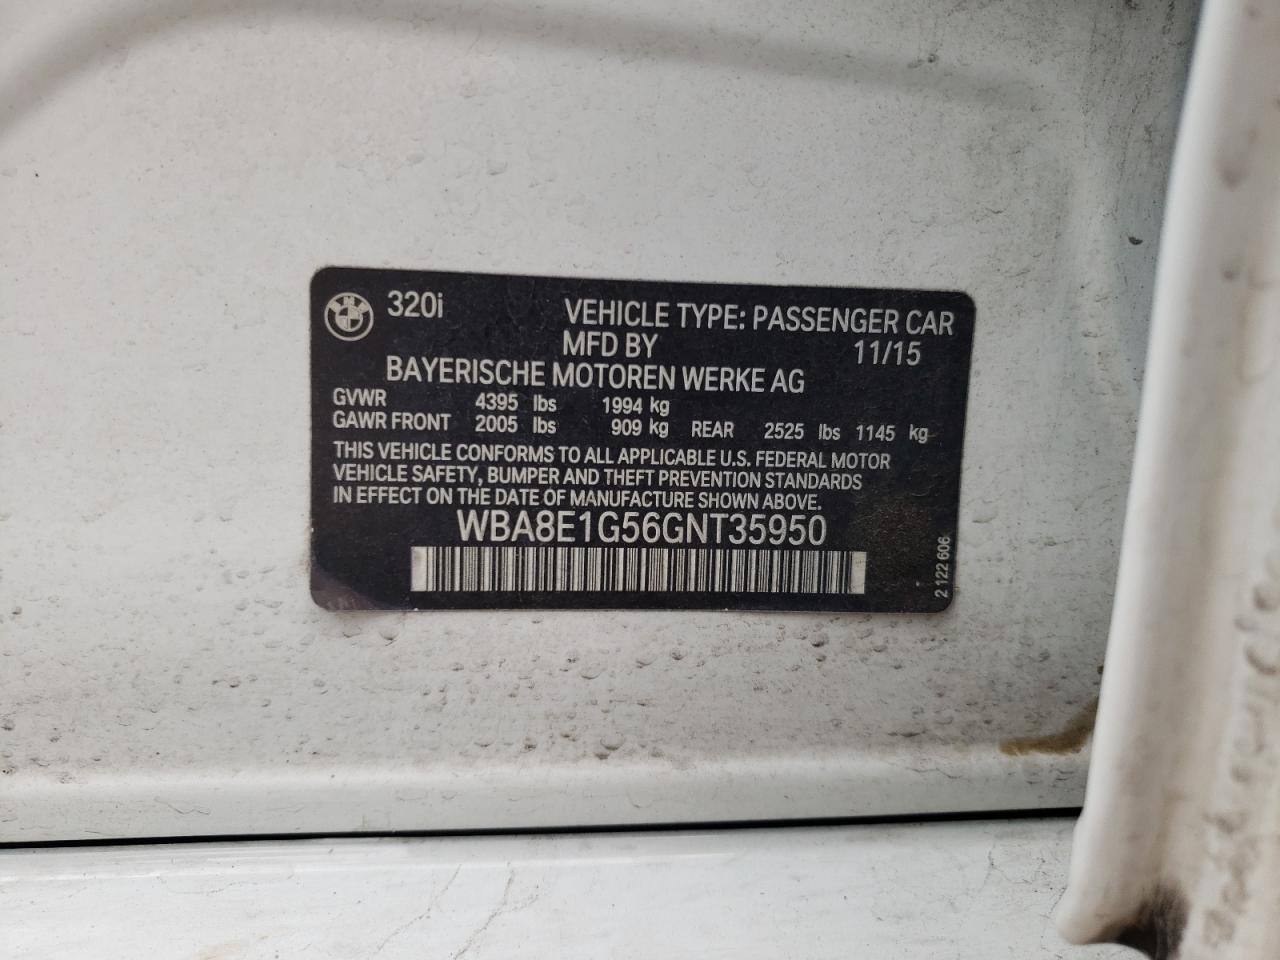 320i VEHICLE TYPE: PASSENGER CAR
MFD BY 11/15
BAYERISCHE MOTOREN WERKE AG
GVWR 4395 lbs 1994 kg
GAWR FRONT 2005 lbs 909 kg REAR 2525 lbs 1145 kg
THIS VEHICLE CONFORMS TO ALL APPLICABLE U.S. FEDERAL MOTOR
VEHICLE SAFETY, BUMPER AND THEFT PREVENTION STANDARDS
IN EFFECT ON THE DATE OF MANUFACTURE SHOWN ABOVE.
WBA8E1G56GNT35950
2 122 606